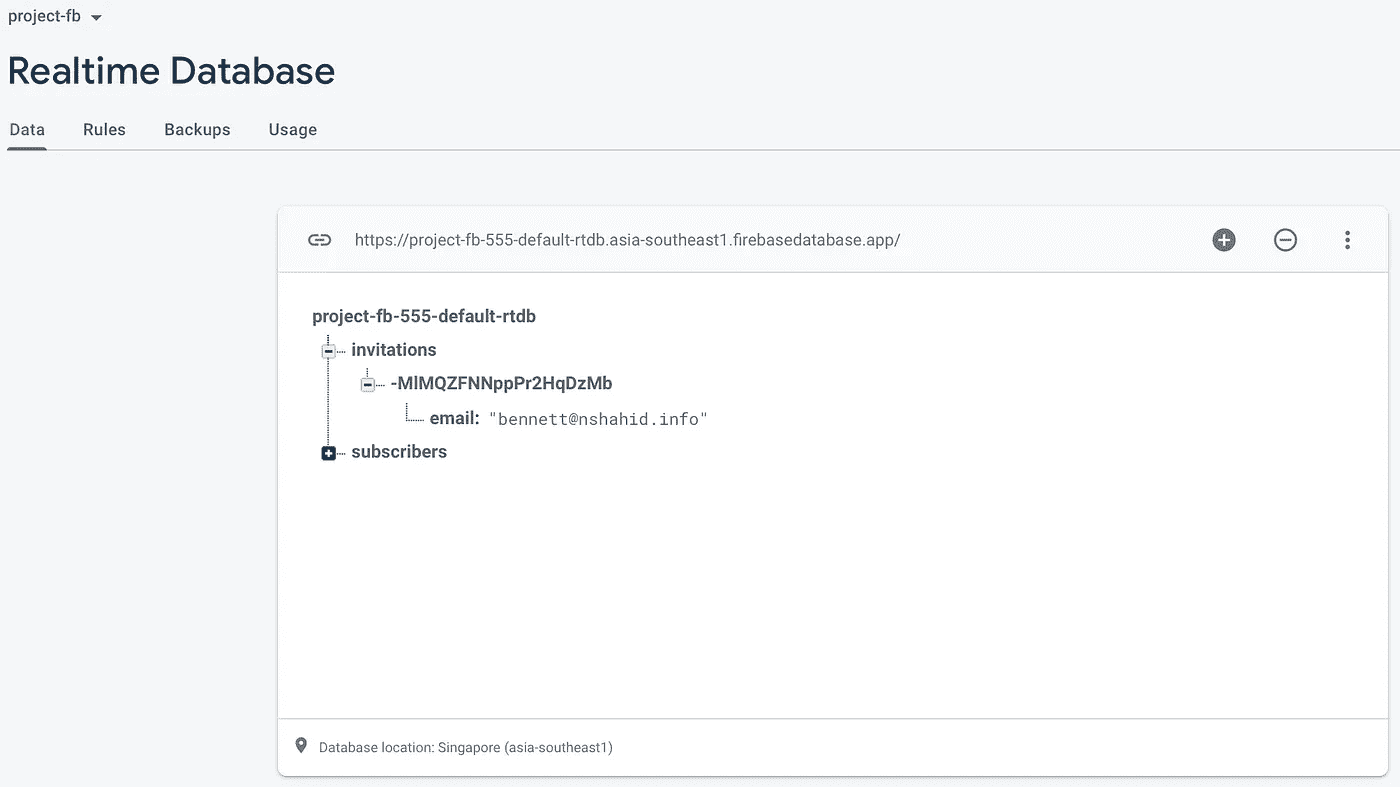 project-fb
Realtime Database
Data Rules Backups Usage
https://project-fb-555-default-rtdb.asia-southeast1.firebasedatabase.app/
project-fb-555-default-rtdb
invitations
-MlMQZFNNppPr2HqDzMb
email: "bennett@nshahid.info"
subscribers
Database location: Singapore (asia-southeast1)